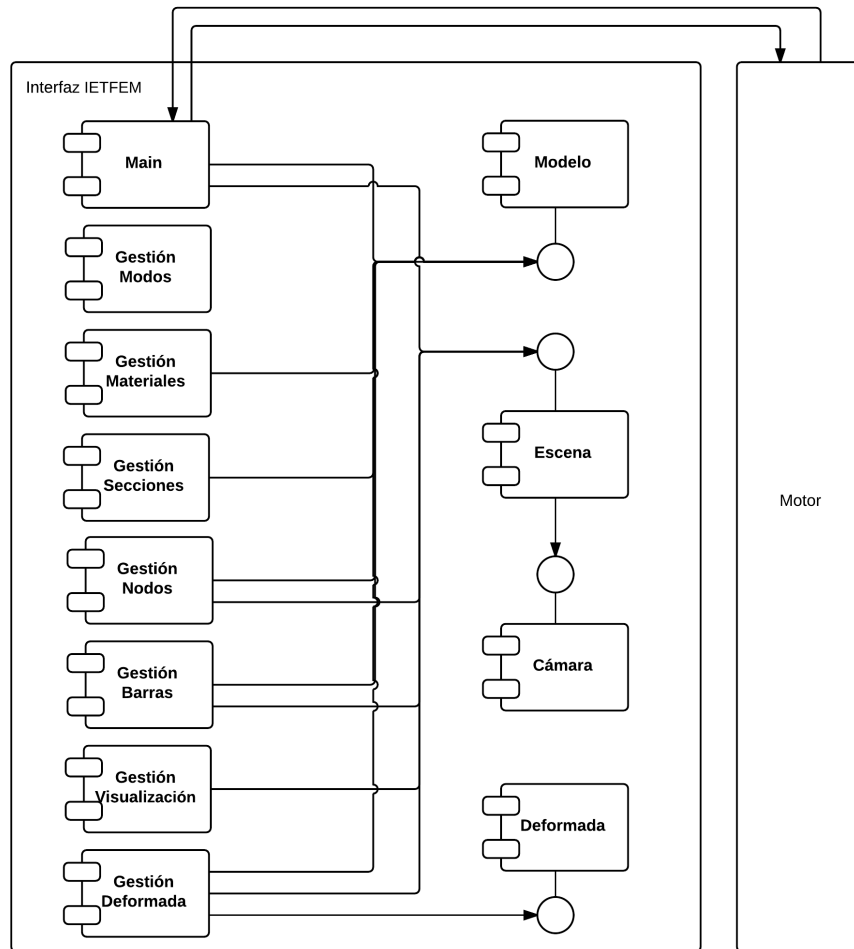 Interfaz IETFEM
Main
Modelo
Gestión
Modos
Gestión
Materiales
Gestión
Secciones
Escena
Motor
Gestión
Nodos
Gestión
Barras
Cámara
Gestión
Visualización
Deformada
Gestión
Deformada